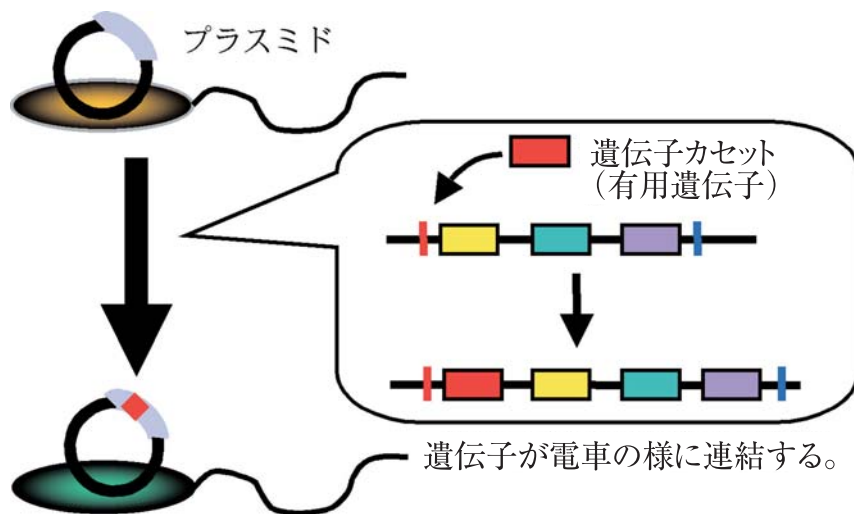 プラスミド
遺伝子カセット
（有用遺伝子）
遺伝子が電車の様に連結する。